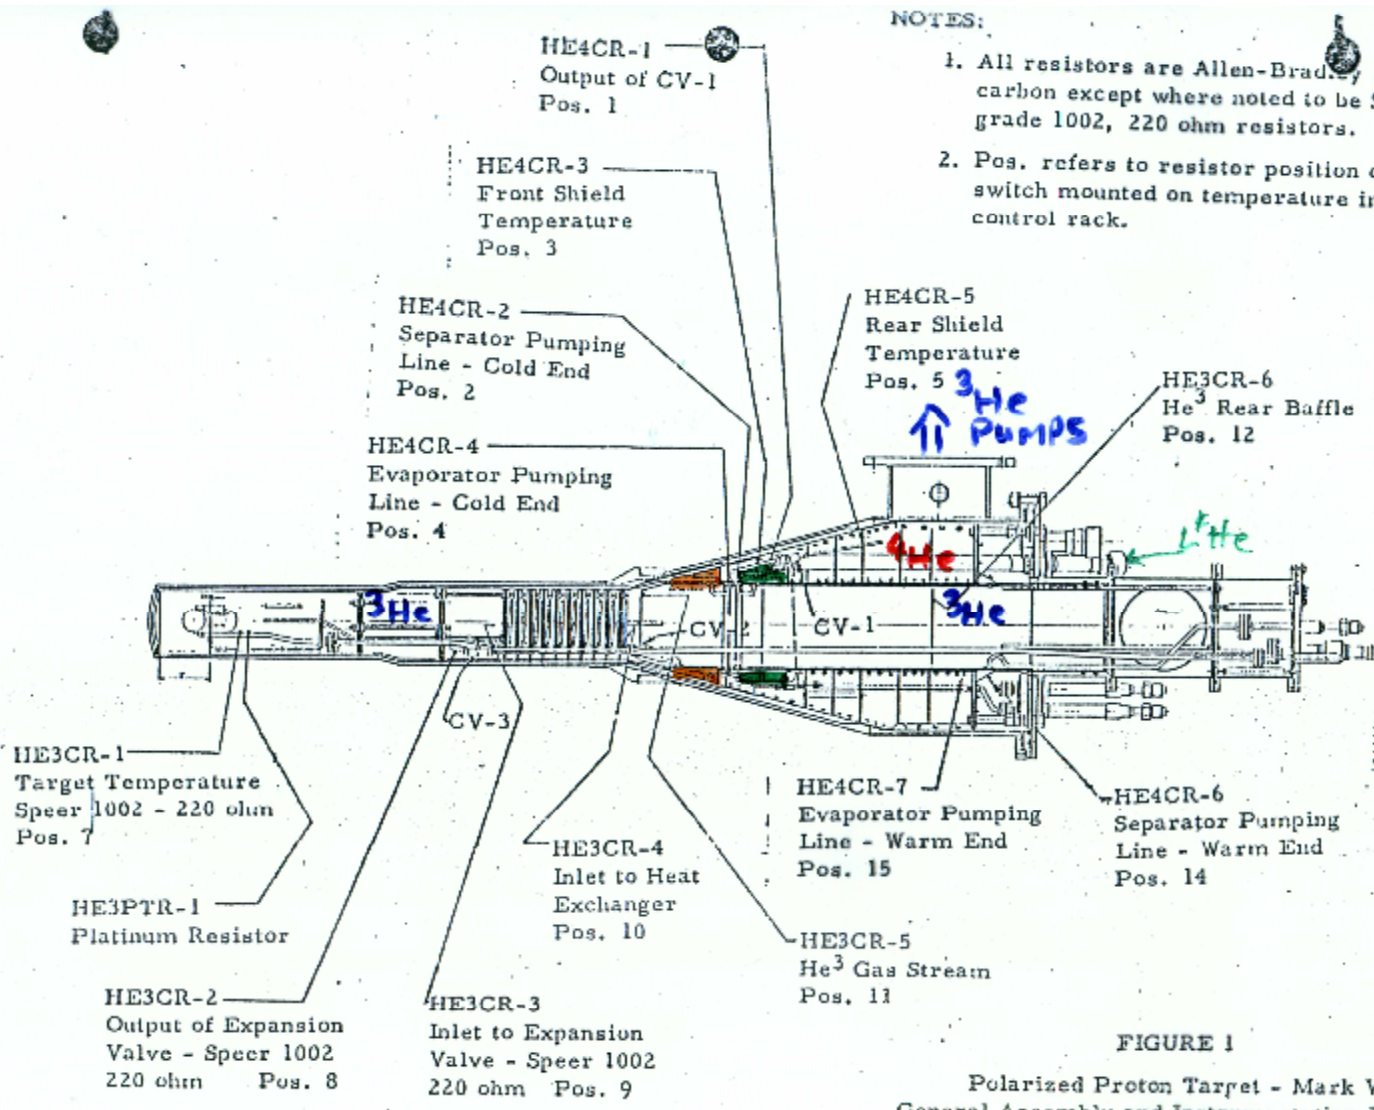 NOTES:
1. All resistors are Allen-Bradley
carbon except where noted to be
grade 1002, 220 ohm resistors.
2. Pos. refers to resistor position
switch mounted on temperature
control rack.
HE4CR-1
Output of CV-1
Pos. 1
HE4CR-3
Front Shield
Temperature
Pos. 3
HE4CR-2
Separator Pumping
Line - Cold End
Pos. 2
HE4CR-4
Evaporator Pumping
Line - Cold End
Pos. 4
HE4CR-5
Rear Shield
Temperature
Pos. 5
³He
PUMPS
HE3CR-6
He³ Rear Baffle
Pos. 12
⁴He
³He
³He
CV-2
CV-1
CV-3
HE3CR-1
Target Temperature
Speer 1002 - 220 ohm
Pos. 7
HE3PTR-1
Platinum Resistor
HE3CR-2
Output of Expansion
Valve - Speer 1002
220 ohm Pos. 8
HE3CR-3
Inlet to Expansion
Valve - Speer 1002
220 ohm Pos. 9
HE3CR-4
Inlet to Heat
Exchanger
Pos. 10
HE3CR-5
He³ Gas Stream
Pos. 11
HE4CR-7
Evaporator Pumping
Line - Warm End
Pos. 15
HE4CR-6
Separator Pumping
Line - Warm End
Pos. 14
FIGURE 1
Polarized Proton Target - Mark
General Assembly and